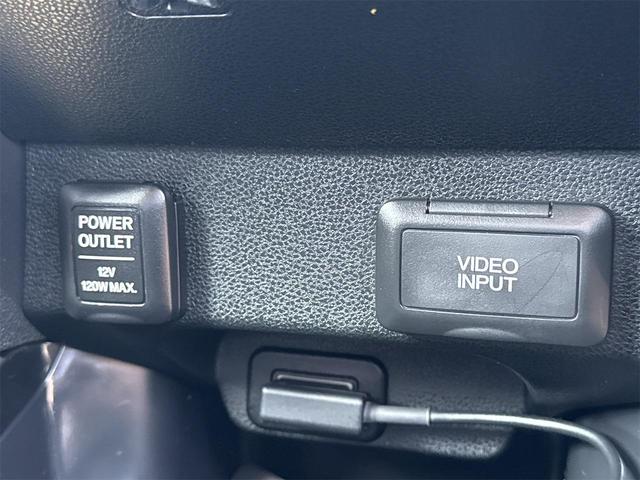 POWER
OUTLET
12V
120W MAX.
VIDEO
INPUT